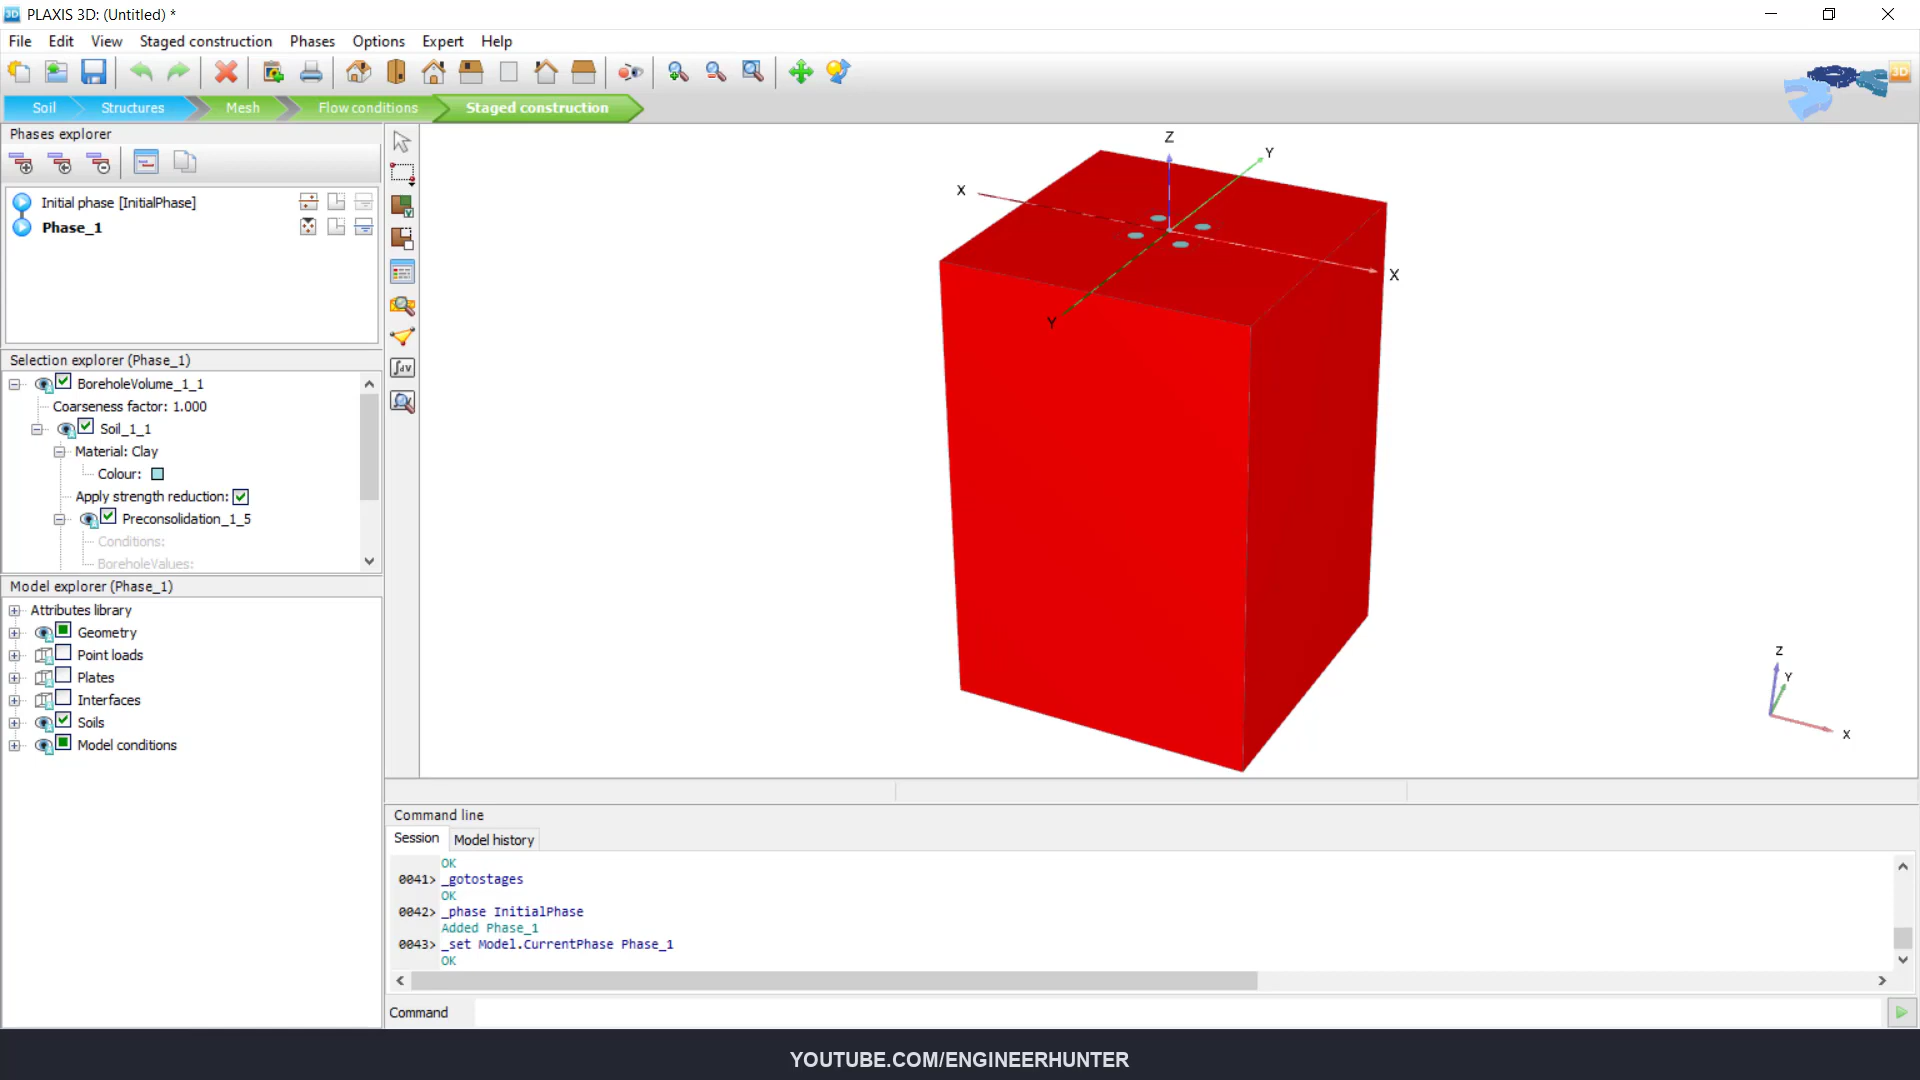 PLAXIS 3D: (Untitled) *
File Edit View Staged construction Phases Options Expert Help
3D
Soil Structures Mesh Flow conditions Staged construction
Phases explorer
Initial phase [InitialPhase]
Phase_1
Selection explorer (Phase_1)
BoreholeVolume_1_1
Coarseness factor: 1.000
Soil_1_1
Material: Clay
Colour:
Apply strength reduction:
Preconsolidation_1_5
Conditions:
BoreholeValues:
Model explorer (Phase_1)
Attributes library
Geometry
Point loads
Plates
Interfaces
Soils
Model conditions
Z
Y
X
X
Y
Z
Y
X
Command line
Session Model history
OK
0041> _gotostages
OK
0042> _phase InitialPhase
Added Phase_1
0043> _set Model.CurrentPhase Phase_1
OK
Command
YOUTUBE.COM/ENGINEERHUNTER